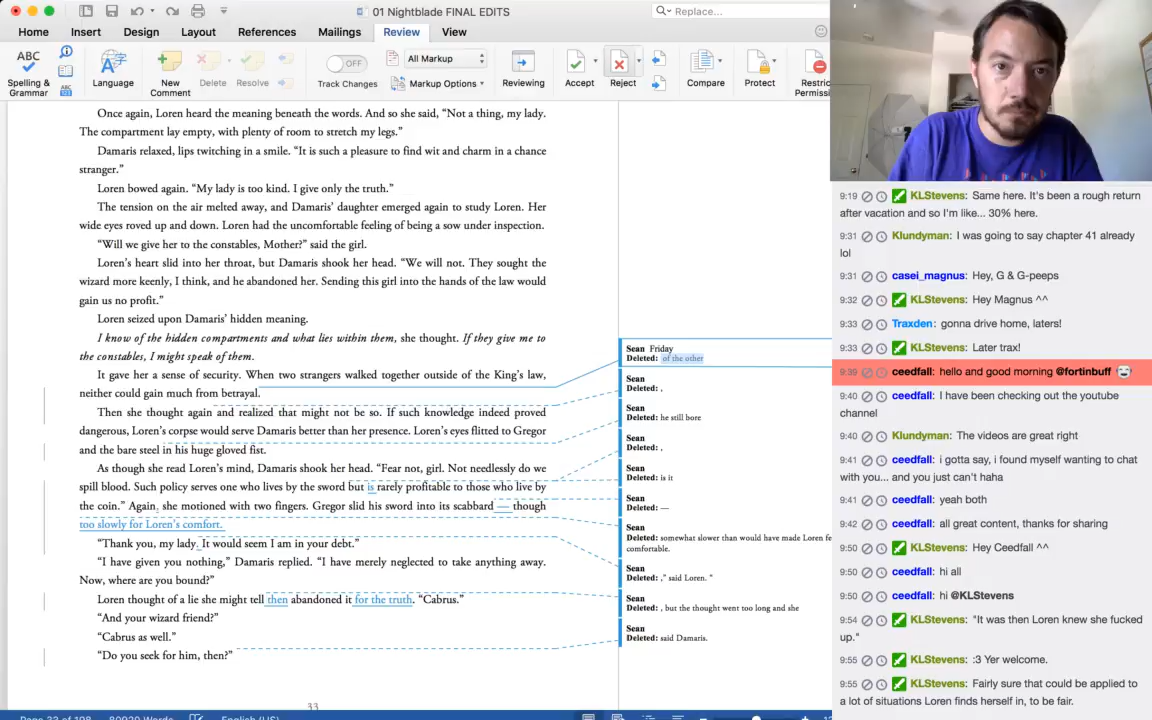 01 Nightblade FINAL EDITS
Replace...
Home Insert Design Layout References Mailings Review View
ABC
Spelling &
Grammar
ABC
Language
New
Comment
Delete
Resolve
OFF
Track Changes
All Markup
Markup Options
Reviewing
Accept
Reject
Compare
Protect
Restric
Permissi
Once again, Loren heard the meaning beneath the words. And so she said, “Not a thing, my lady.
The compartment lay empty, with plenty of room to stretch my legs.”
Damaris relaxed, lips twitching in a smile. “It is such a pleasure to find wit and charm in a chance
stranger.”
Loren bowed again. “My lady is too kind. I give only the truth.”
The tension on the air melted away, and Damaris’ daughter emerged again to study Loren. Her
wide eyes roved up and down. Loren had the uncomfortable feeling of being a sow under inspection.
“Will we give her to the constables, Mother?” said the girl.
Loren’s heart slid into her throat, but Damaris shook her head. “We will not. They sought the
wizard more keenly, I think, and he abandoned her. Sending this girl into the hands of the law would
gain us no profit.”
Loren seized upon Damaris’ hidden meaning.
I know of the hidden compartments and what lies within them, she thought. If they give me to
the constables, I might speak of them.
It gave her a sense of security. When two strangers walked together outside of the King’s law,
neither could gain much from betrayal.
Then she thought again and realized that might not be so. If such knowledge indeed proved
dangerous, Loren’s corpse would serve Damaris better than her presence. Loren’s eyes flitted to Gregor
and the bare steel in his huge gloved fist.
As though she read Loren’s mind, Damaris shook her head. “Fear not, girl. Not needlessly do we
spill blood. Such policy serves one who lives by the sword but is rarely profitable to those who live by
the coin.” Again, she motioned with two fingers. Gregor slid his sword into its scabbard — though
too slowly for Loren’s comfort.
“Thank you, my lady. It would seem I am in your debt.”
“I have given you nothing,” Damaris replied. “I have merely neglected to take anything away.
Now, where are you bound?”
Loren thought of a lie she might tell then abandoned it for the truth. “Cabrus.”
“And your wizard friend?”
“Cabrus as well.”
“Do you seek for him, then?”
33
Sean Friday
Deleted: of the other
Sean
Deleted: ,
Sean
Deleted: he still bore
Sean
Deleted: ,
Sean
Deleted: is it
Sean
Deleted: —
Sean
Deleted: somewhat slower than would have made Loren fe
comfortable.
Sean
Deleted: ,” said Loren. “
Sean
Deleted: , but the thought went too long and she
Sean
Deleted: said Damaris.
Page 33 of 198 80929 Words English (US)
9:19 KLStevens: Same here. It's been a rough return
after vacation and so I'm like... 30% here.
9:31 Klundyman: I was going to say chapter 41 already
lol
9:31 casei_magnus: Hey, G & G-peeps
9:32 KLStevens: Hey Magnus ^^
9:33 Traxden: gonna drive home, laters!
9:33 KLStevens: Later trax!
9:39 ceedfall: hello and good morning @fortinbuff
9:40 ceedfall: I have been checking out the youtube
channel
9:40 Klundyman: The videos are great right
9:41 ceedfall: i gotta say, i found myself wanting to chat
with you... and you just can't haha
9:41 ceedfall: yeah both
9:42 ceedfall: all great content, thanks for sharing
9:50 KLStevens: Hey Ceedfall ^^
9:50 ceedfall: hi all
9:50 ceedfall: hi @KLStevens
9:54 KLStevens: "It was then Loren knew she fucked
up."
9:55 KLStevens: :3 Yer welcome.
9:55 KLStevens: Fairly sure that could be applied to
a lot of situations Loren finds herself in, to be fair.